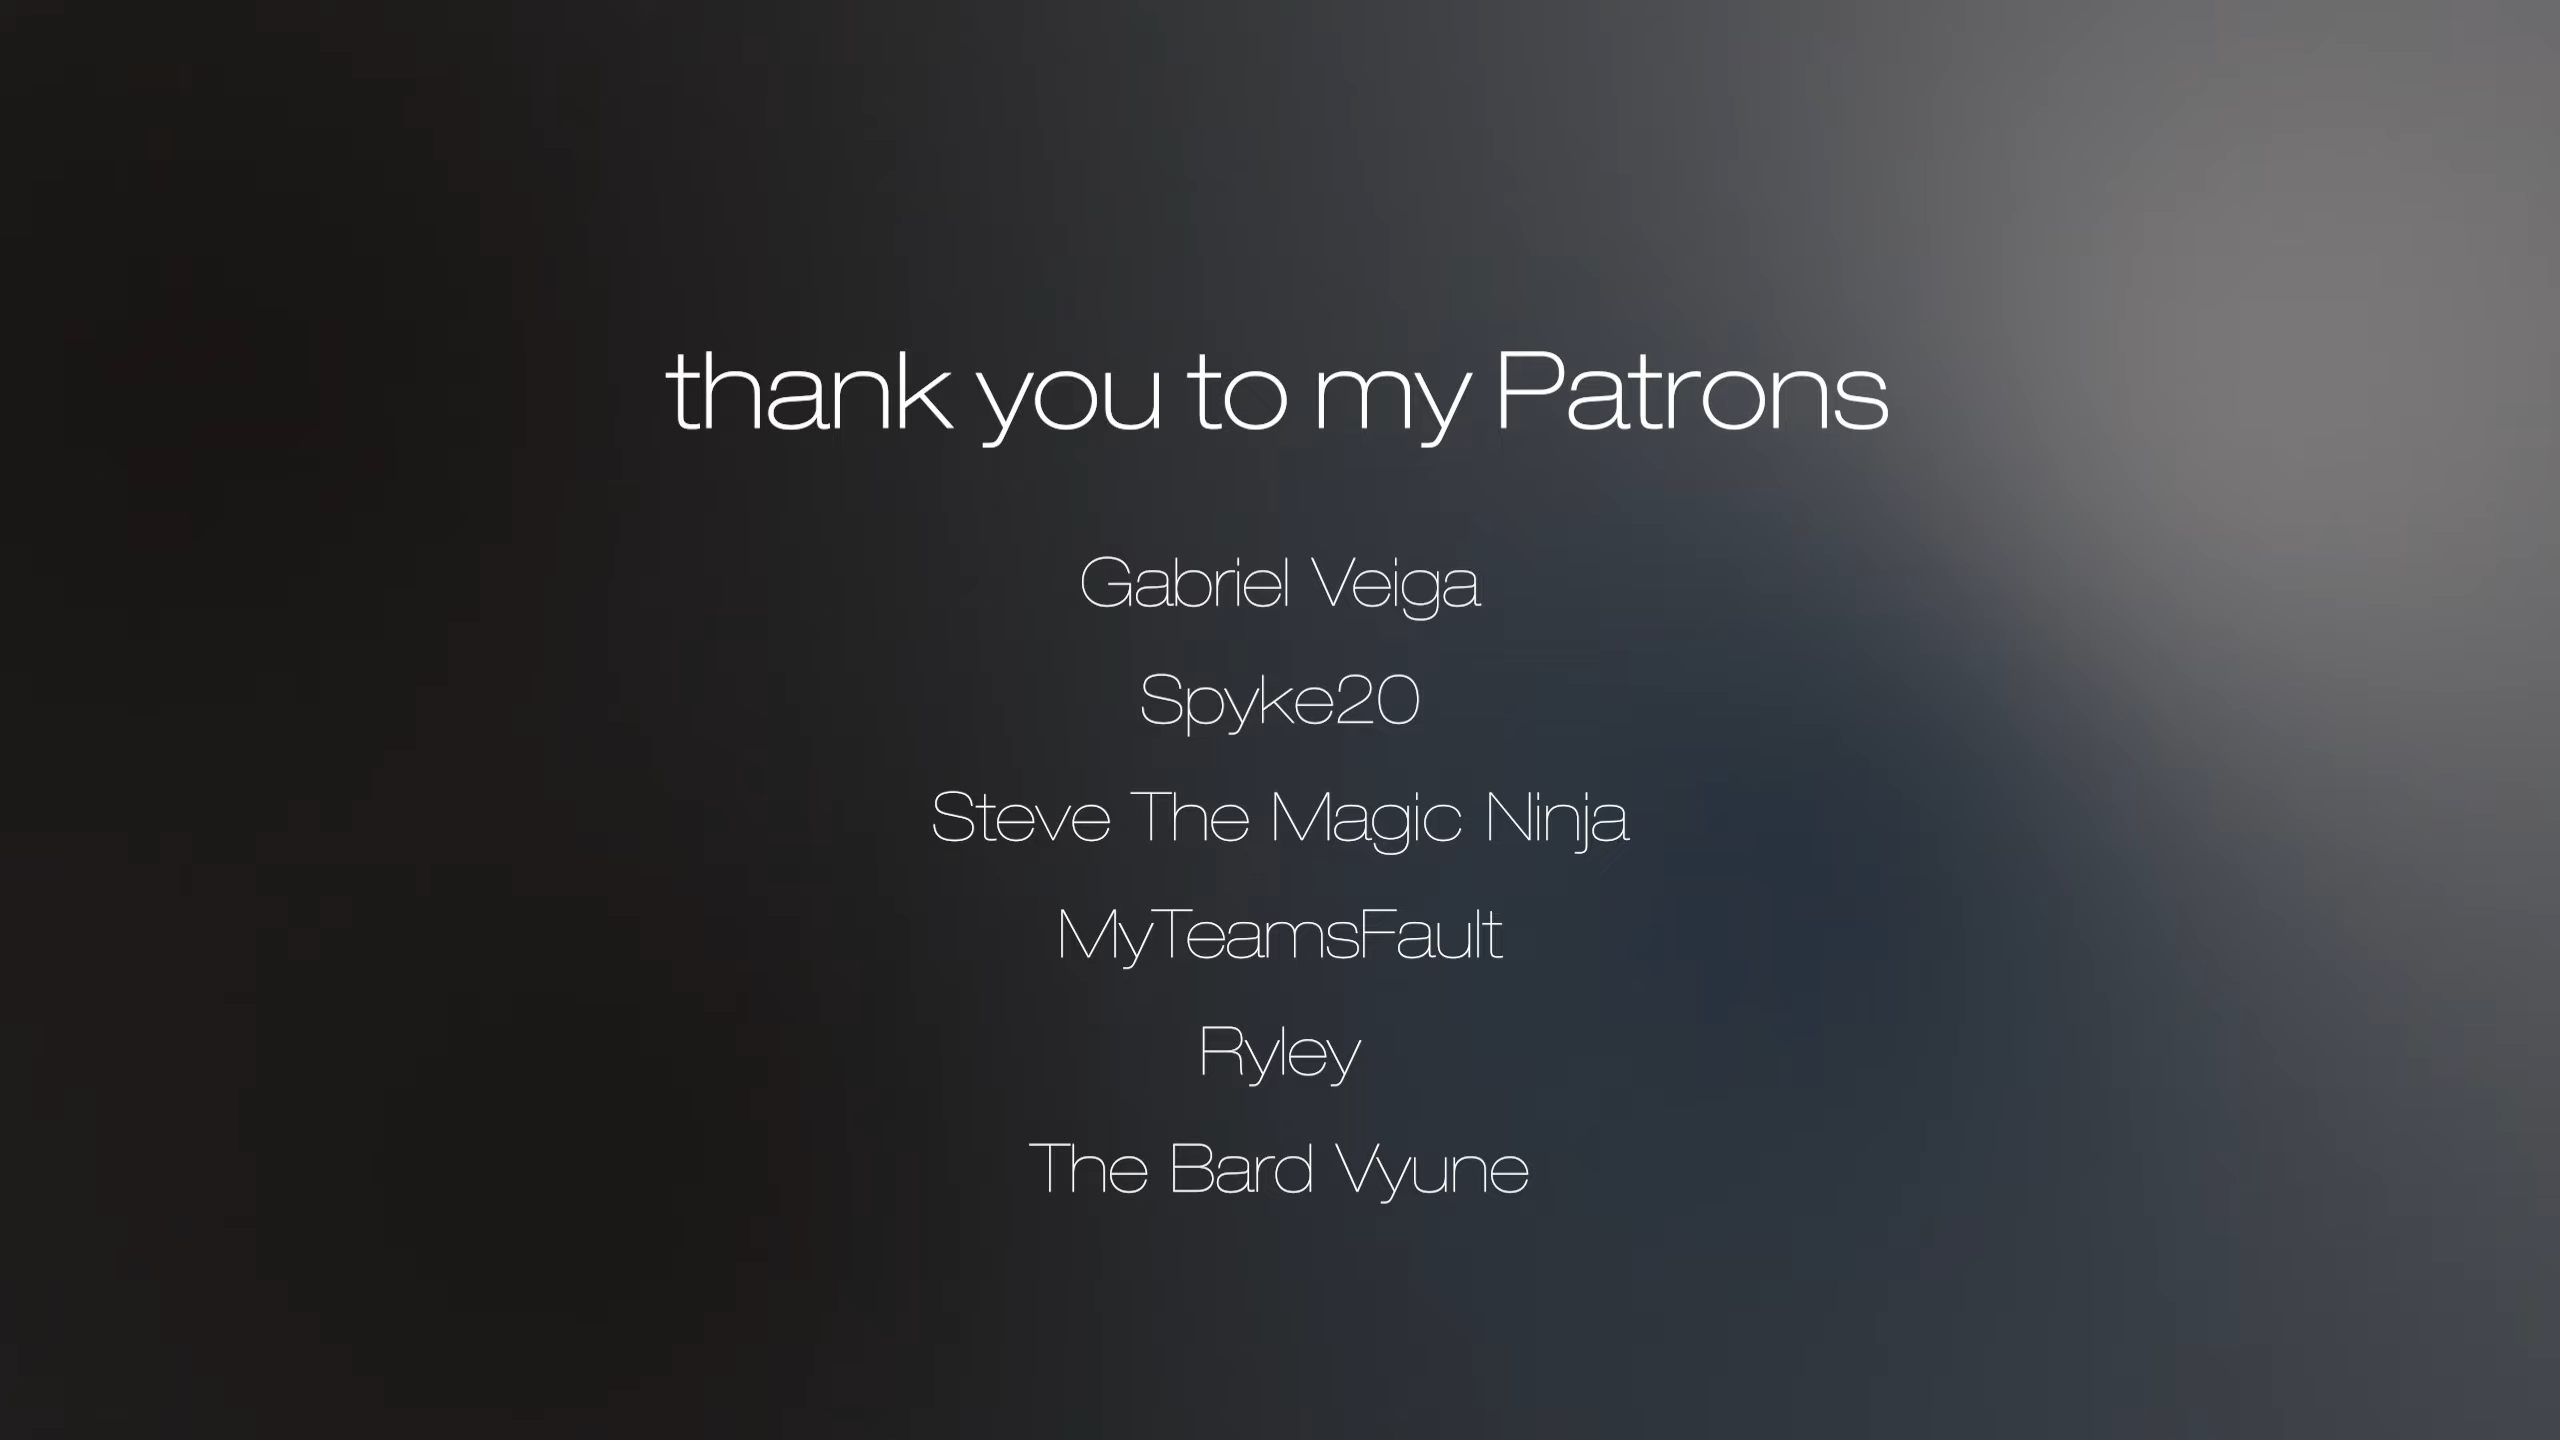 thank you to my Patrons
Gabriel Veiga
Spyke20
Steve The Magic Ninja
MyTeamsFault
Ryley
The Bard Vyune